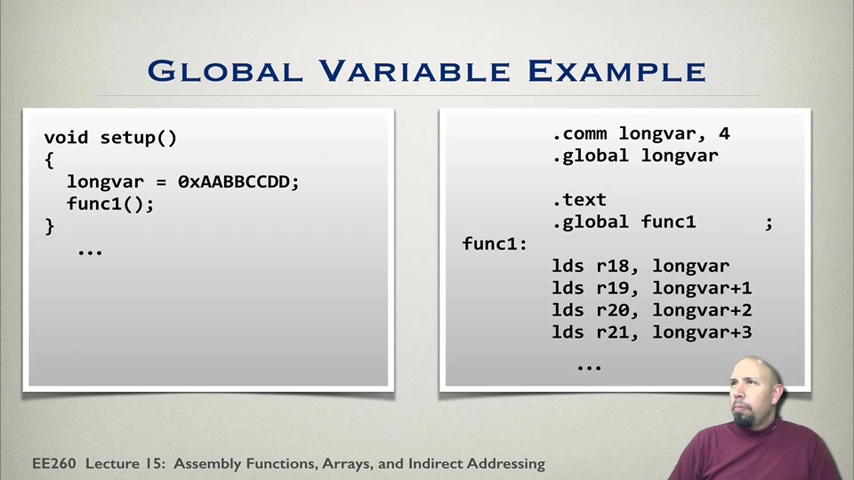 GLOBAL VARIABLE EXAMPLE
void setup()
{
longvar = 0xAABBCCDD;
func1();
}
...
.comm longvar, 4
.global longvar
.text
.global func1 ;
func1:
lds r18, longvar
lds r19, longvar+1
lds r20, longvar+2
lds r21, longvar+3
...
EE260 Lecture 15: Assembly Functions, Arrays, and Indirect Addressing